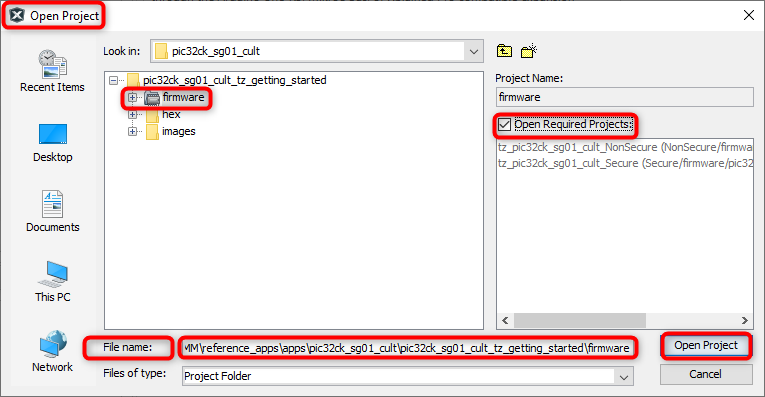 Open Project
Look in:
pic32ck_sg01_cult
Recent Items
Desktop
Documents
This PC
Network
pic32ck_sg01_cult_tz_getting_started
firmware
hex
images
Project Name:
firmware
Open Required Projects:
tz_pic32ck_sg01_cult_NonSecure (NonSecure/firmwa
tz_pic32ck_sg01_cult_Secure (Secure/firmware/pic32
File name:
MM\reference_apps\apps\pic32ck_sg01_cult\pic32ck_sg01_cult_tz_getting_started\firmware
Open Project
Files of type:
Project Folder
Cancel